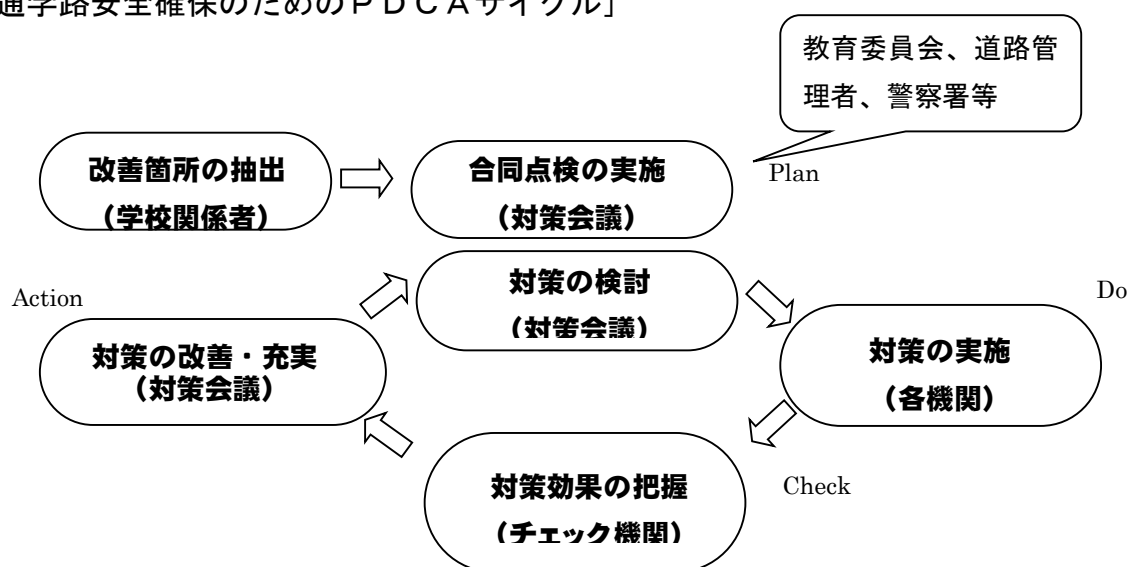 通学路安全確保のためのＰＤＣＡサイクル］
教育委員会、道路管
理者、警察署等
改善箇所の抽出
（学校関係者）
合同点検の実施
（対策会議）
Plan
対策の検討
（対策会議）
Action
Do
対策の改善・充実
（対策会議）
対策の実施
（各機関）
対策効果の把握
（チェック機関）
Check